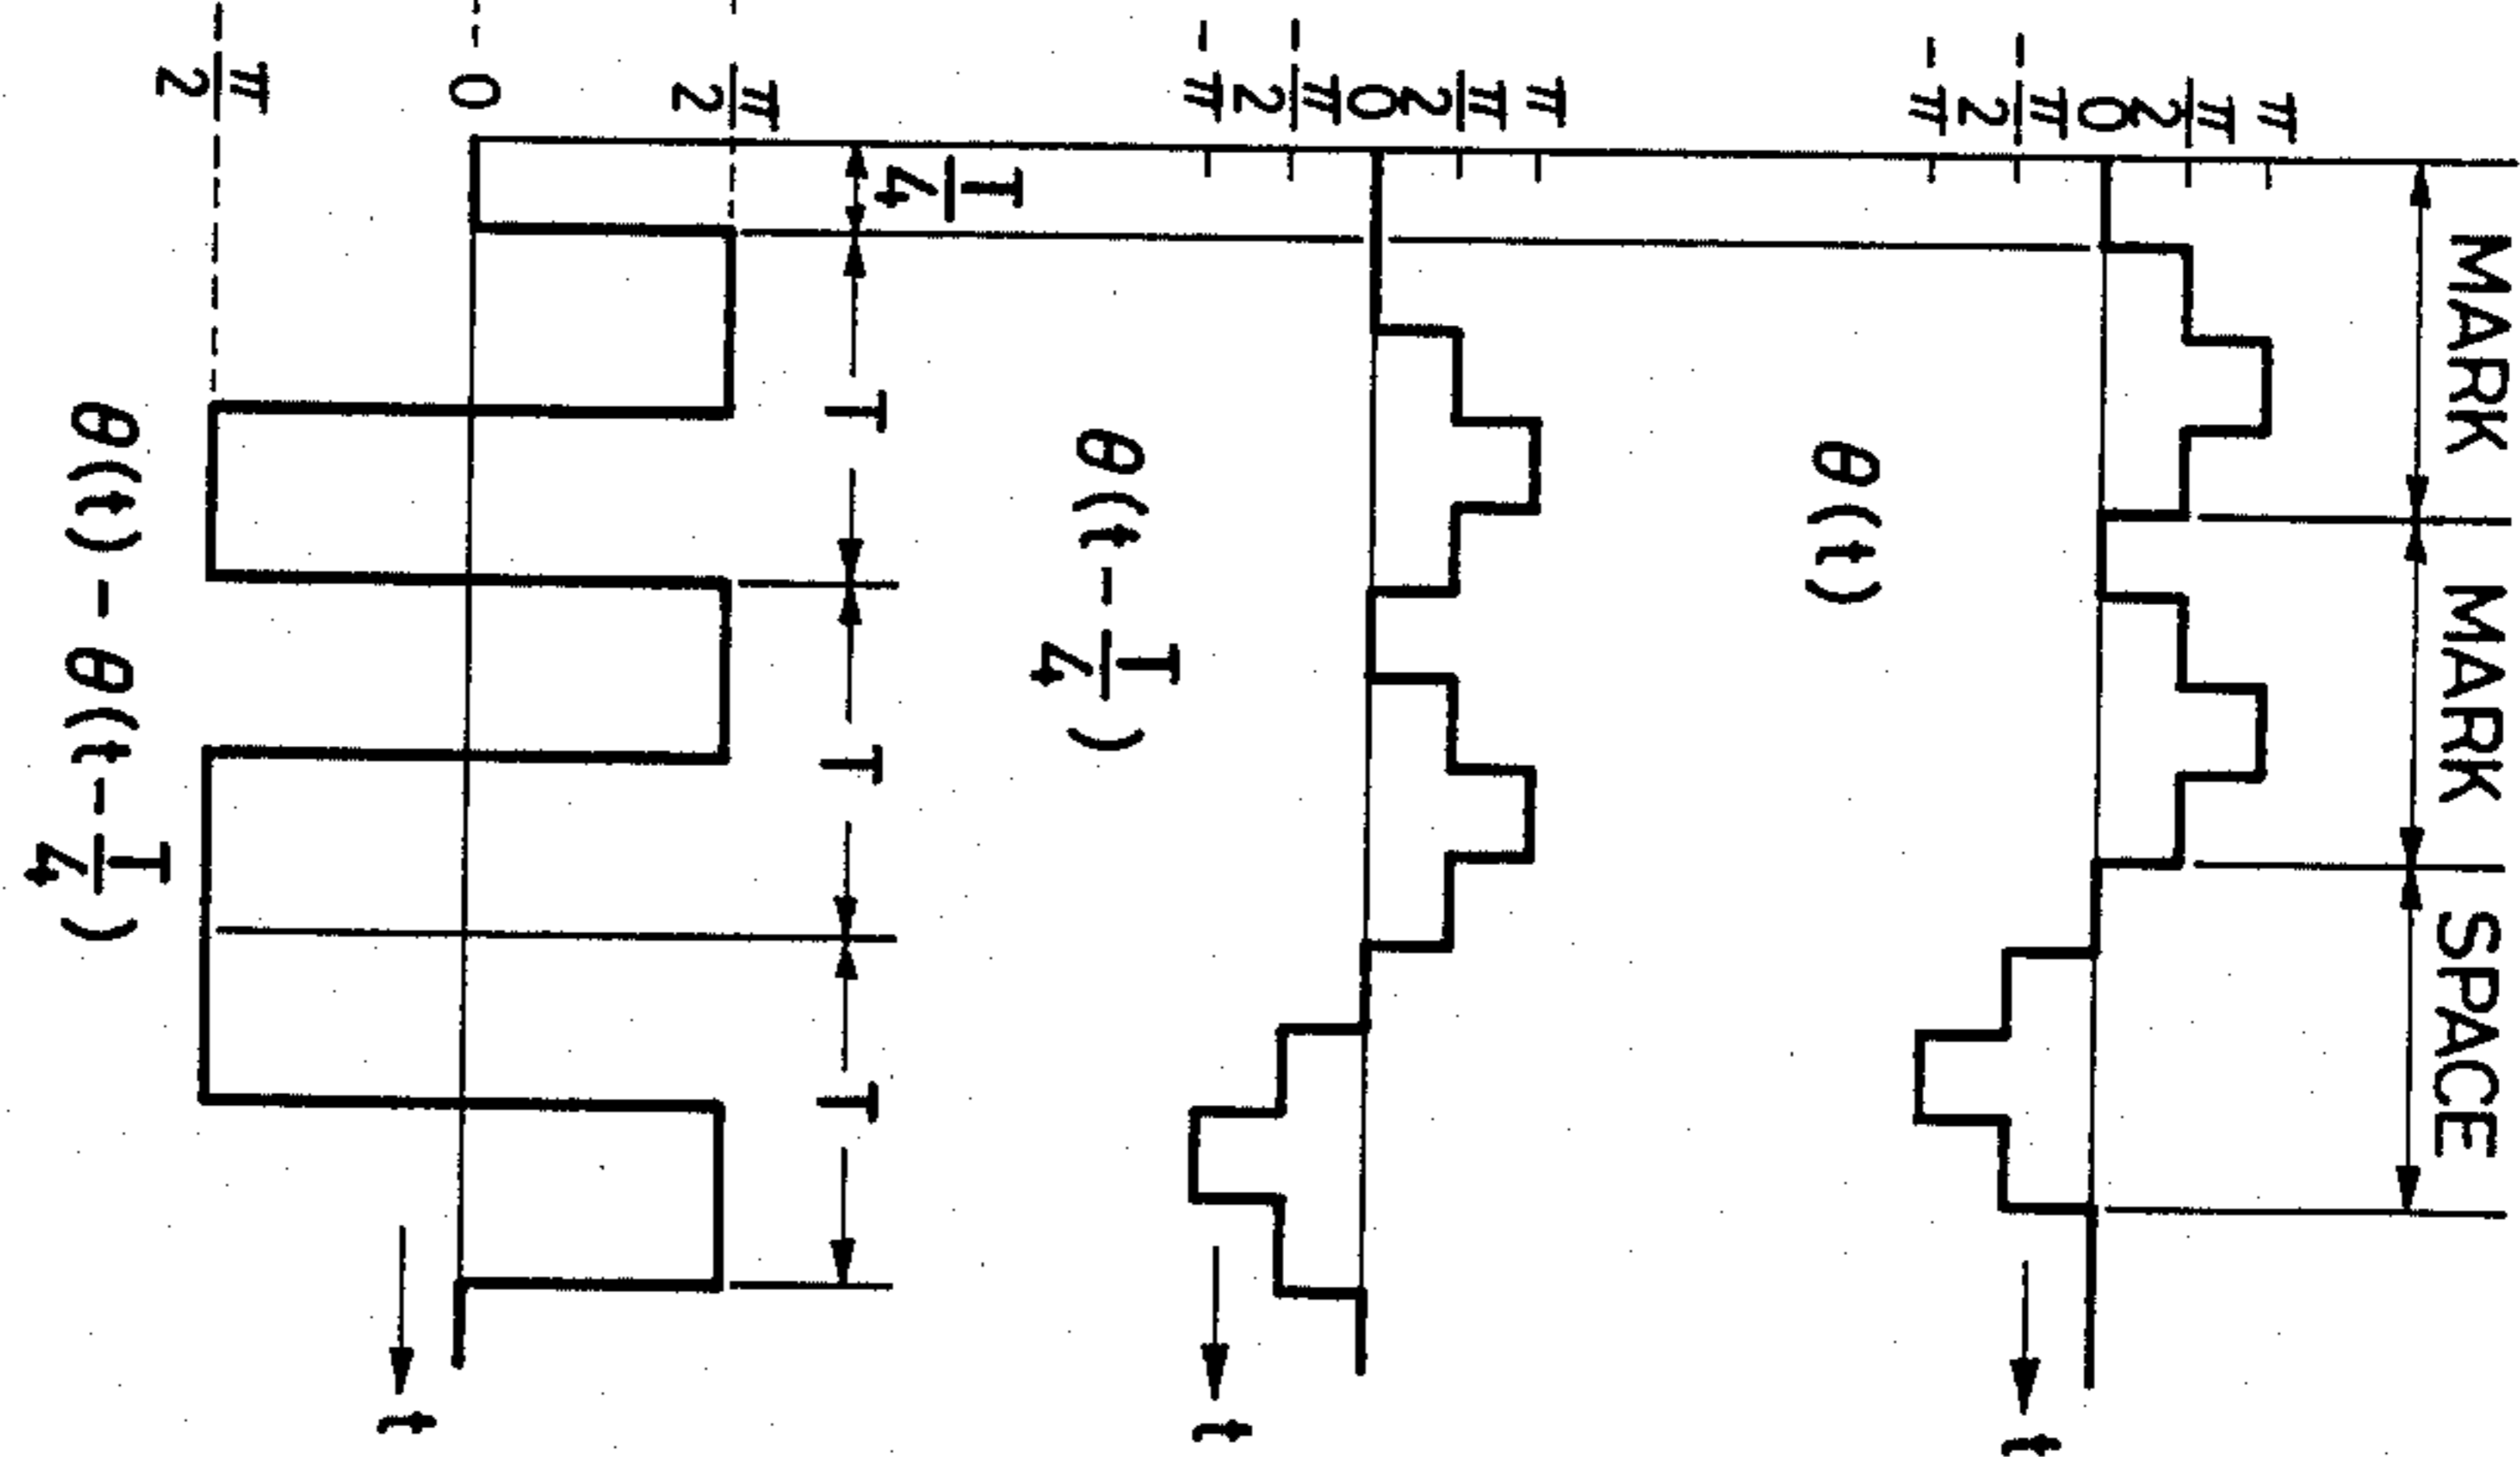 MARK MARK SPACE
π
π/2
0
-π/2
-π
θ(t)
t
π
π/2
0
-π/2
-π
θ(t-T/4)
t
T/4 T T T
π/2
0
-π/2
θ(t)-θ(t-T/4)
t